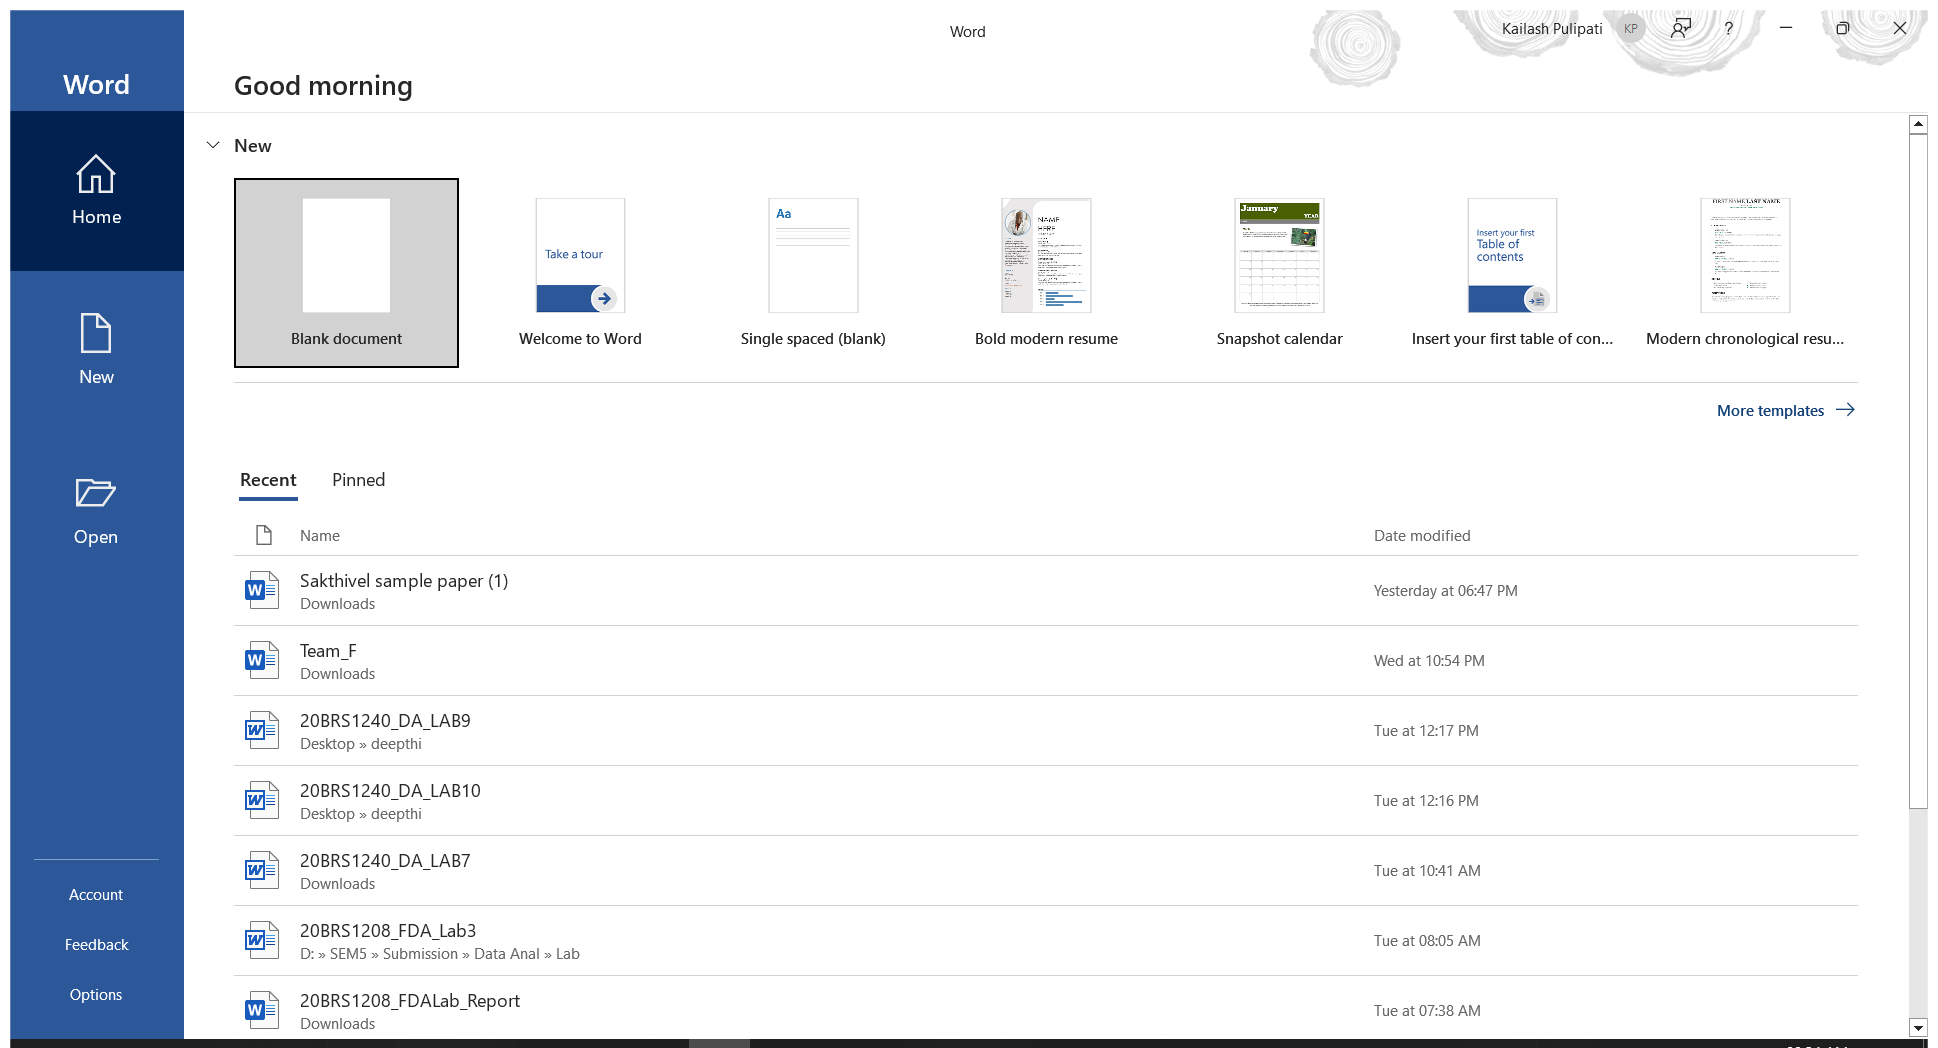 Word
Kailash Pulipati KP ?
Word
Good morning
Home
New
Open
Account
Feedback
Options
New
Blank document
Take a tour
Welcome to Word
Aa
Single spaced (blank)
NAME
HERE
Bold modern resume
January
YEAR
Snapshot calendar
Insert your first
Table of
contents
Insert your first table of con...
FIRST NAME LAST NAME
Modern chronological resu...
More templates
Recent Pinned
Name Date modified
Sakthivel sample paper (1)
Downloads
Yesterday at 06:47 PM
Team_F
Downloads
Wed at 10:54 PM
20BRS1240_DA_LAB9
Desktop » deepthi
Tue at 12:17 PM
20BRS1240_DA_LAB10
Desktop » deepthi
Tue at 12:16 PM
20BRS1240_DA_LAB7
Downloads
Tue at 10:41 AM
20BRS1208_FDA_Lab3
D: » SEM5 » Submission » Data Anal » Lab
Tue at 08:05 AM
20BRS1208_FDALab_Report
Downloads
Tue at 07:38 AM